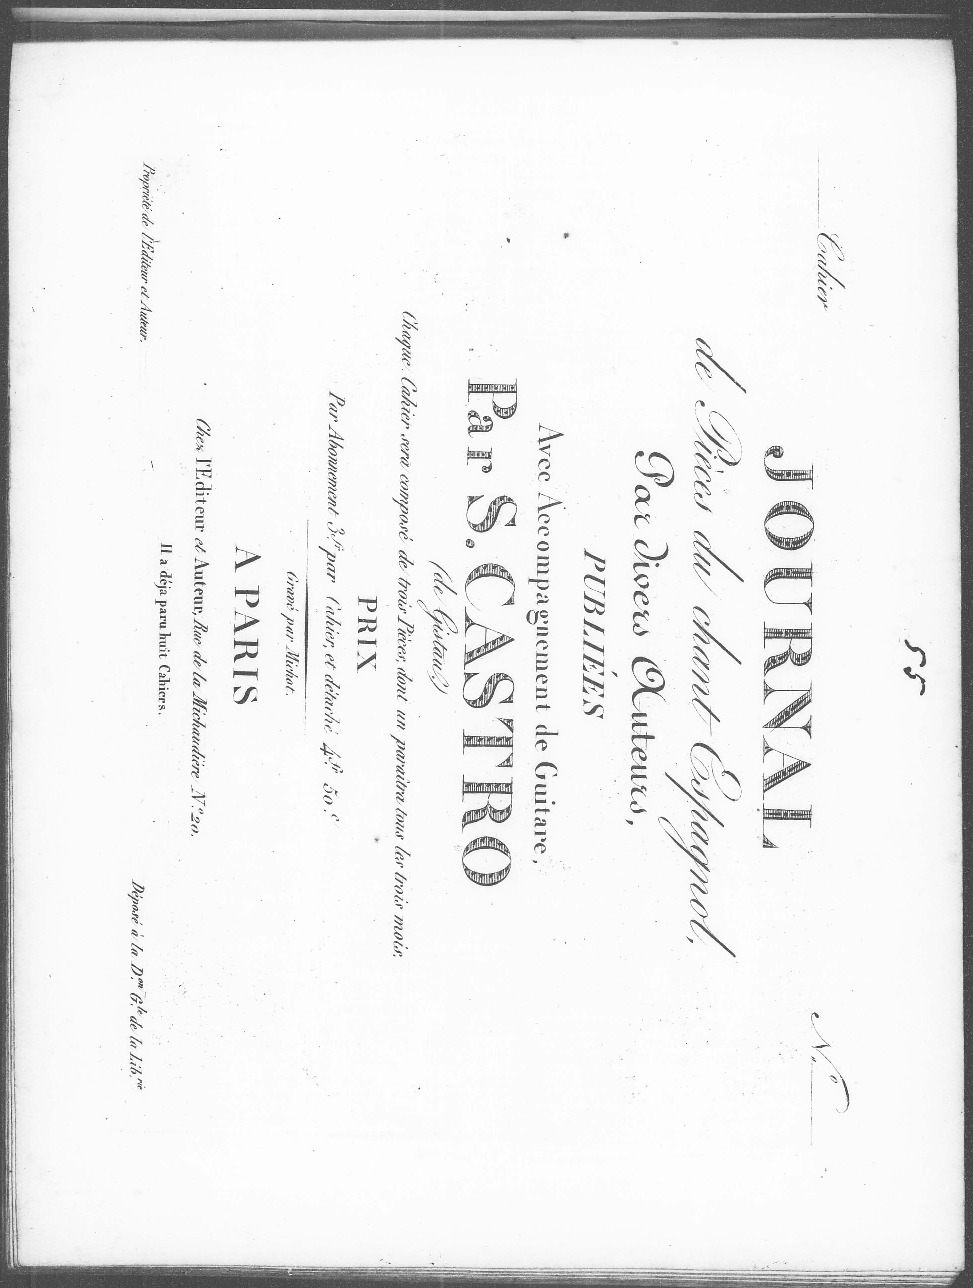 55
Cahier N.º
JOURNAL
de Pièces du chant Espagnol,
Par divers Auteurs,
PUBLIÉES
Avec Accompagnement de Guitare,
Par S. CASTRO
(de Gistau)
Chaque Cahier sera composé de trois Pièces, dont un paraîtra tous les trois mois.
PRIX
Par Abonnement 3.f par Cahier, et détaché 4.f 50.c
Gravé par Michot.
A PARIS
Chez l'Editeur et Auteur, Rue de la Michaudière N.º 20.
Il a déja paru huit Cahiers.
Propriété de l'Editeur et Auteur.
Déposé à la D.on G.le de la Lib.rie